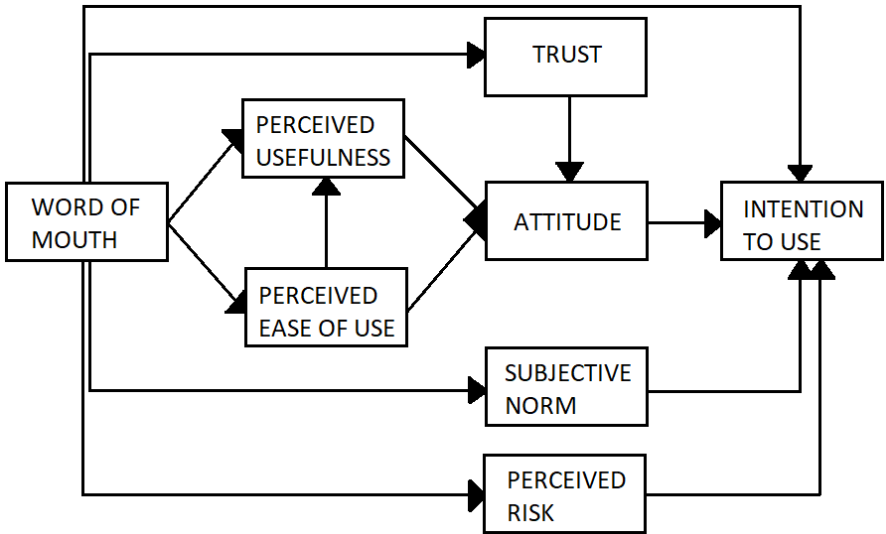 TRUST
PERCEIVED
USEFULNESS
WORD OF
MOUTH
ATTITUDE
INTENTION
TO USE
PERCEIVED
EASE OF USE
SUBJECTIVE
NORM
PERCEIVED
RISK